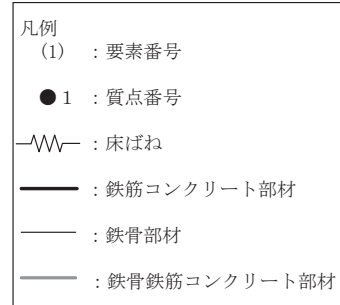 凡例
(1) ：要素番号
● 1 ：質点番号
：床ばね
：鉄筋コンクリート部材
：鉄骨部材
：鉄骨鉄筋コンクリート部材